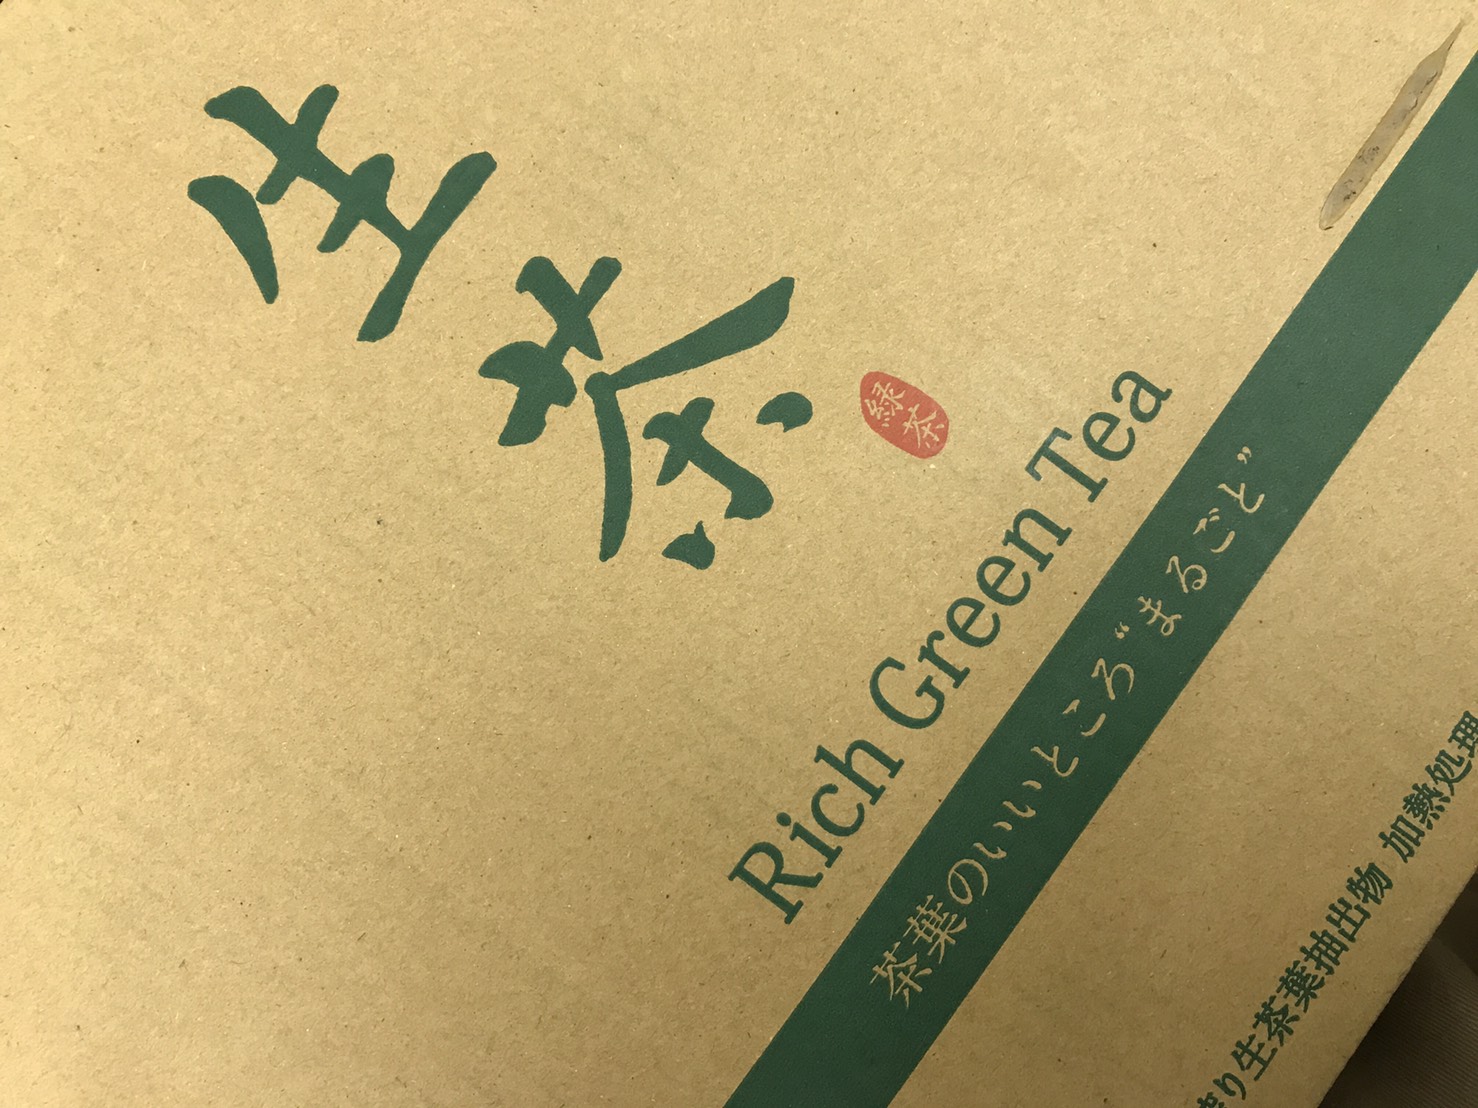 生茶
緑茶
Rich Green Tea
茶葉のいいところ“まるごと”
り生茶葉抽出物 加熱処理